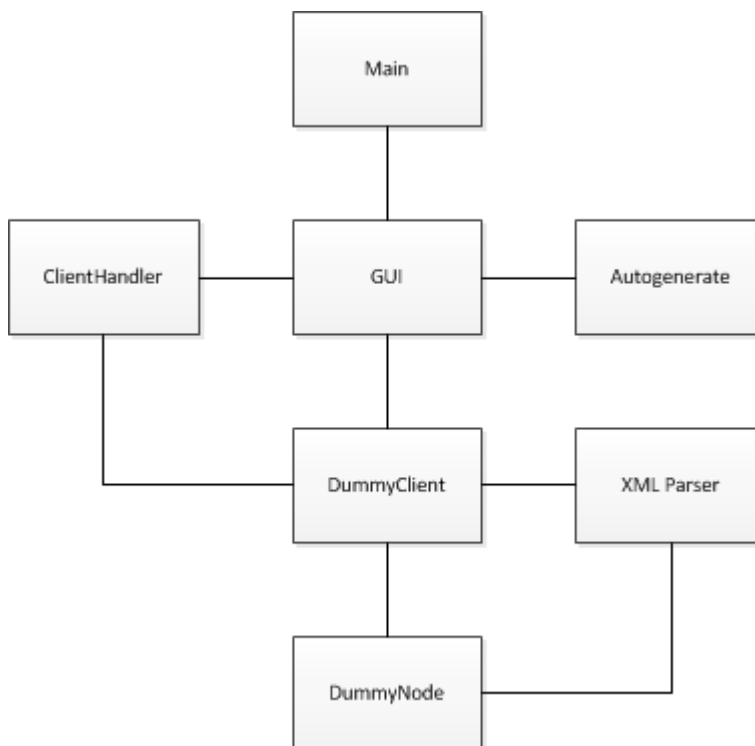 Main
ClientHandler
GUI
Autogenerate
DummyClient
XML Parser
DummyNode